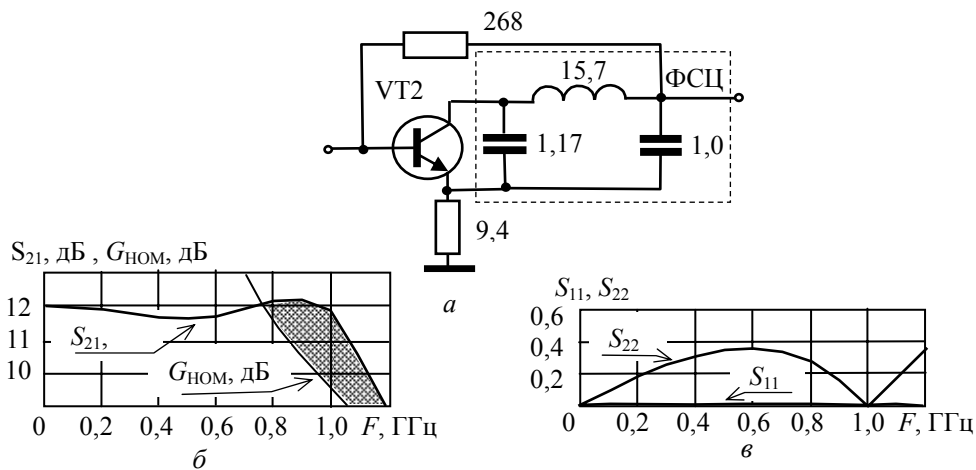 268
15,7
ФСЦ
VT2
1,17
1,0
9,4
а
S21, дБ , GНОМ, дБ
12
11
10
S21,
GНОМ, дБ
0 0,2 0,4 0,6 0,8 1,0 F, ГГц
б
S11, S22
0,6
0,4
0,2
S22
S11
0 0,2 0,4 0,6 0,8 1,0 F, ГГц
в